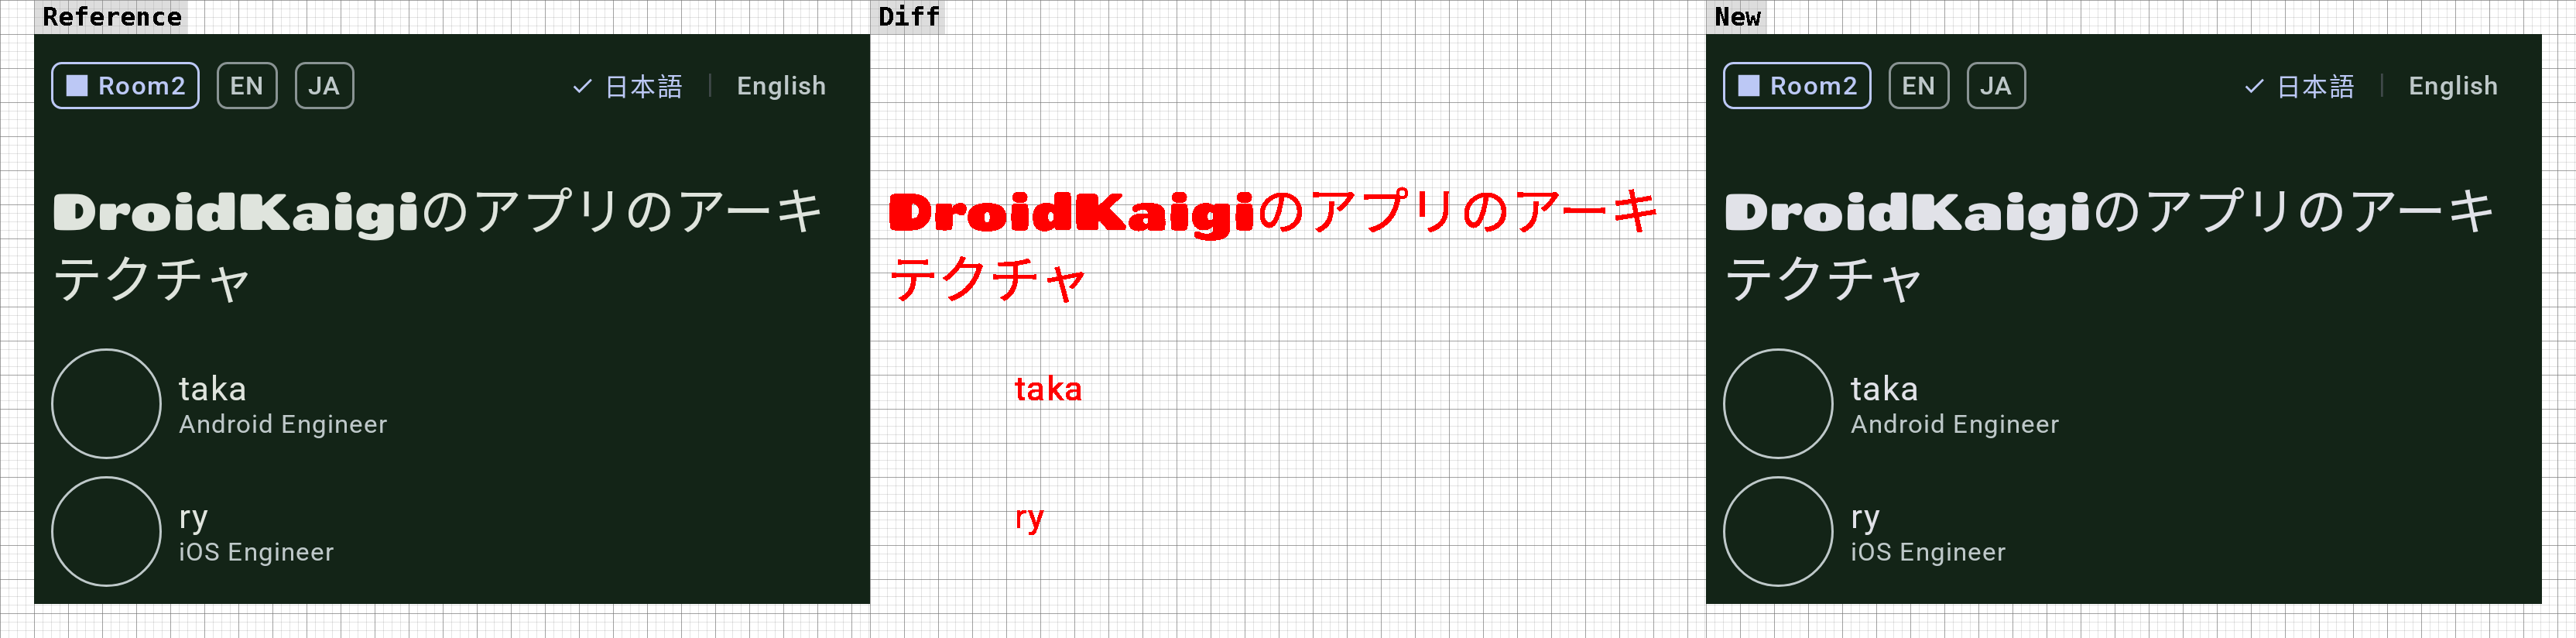 Reference
Room2 EN JA 日本語 English
DroidKaigiのアプリのアーキ
テクチャ
taka
Android Engineer
ry
iOS Engineer
Diff
DroidKaigiのアプリのアーキ
テクチャ
taka
ry
New
Room2 EN JA 日本語 English
DroidKaigiのアプリのアーキ
テクチャ
taka
Android Engineer
ry
iOS Engineer